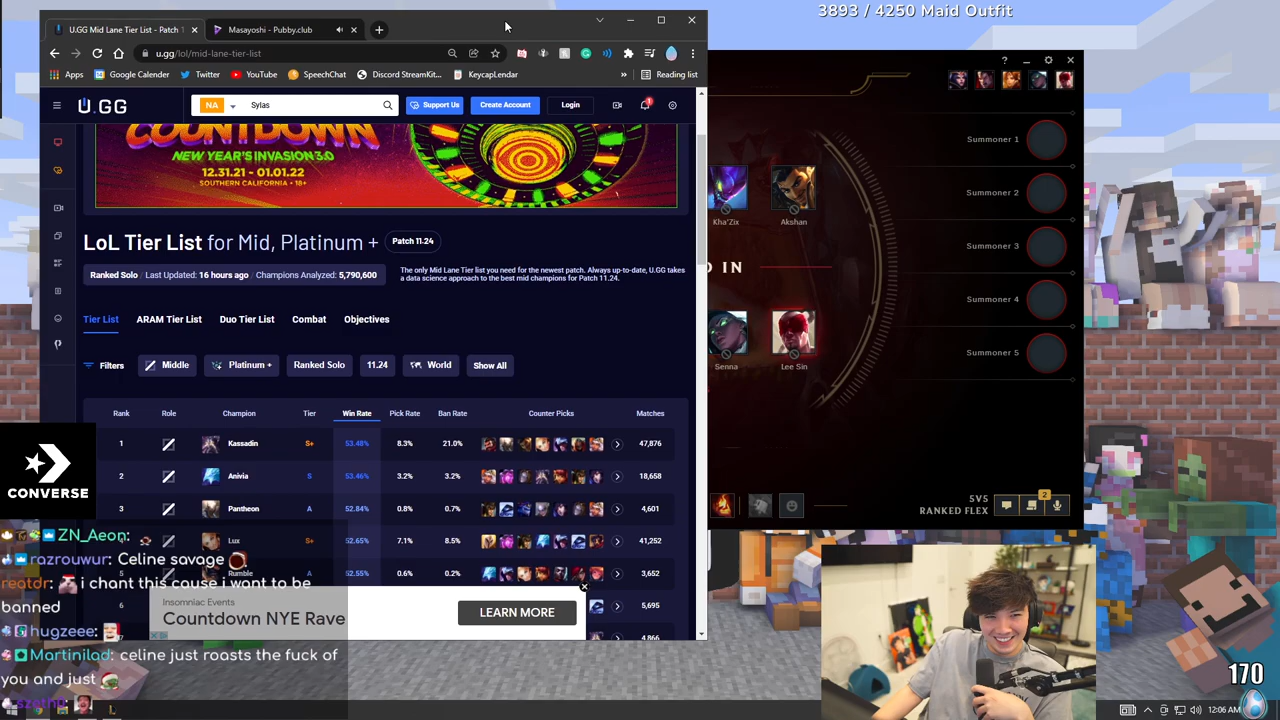 3893 / 4250 Maid Outfit
U.GG Mid Lane Tier List - Patch 1
Masayoshi - Pubby.club
u.gg/lol/mid-lane-tier-list
Apps
Google Calender
Twitter
YouTube
SpeechChat
Discord StreamKit...
KeycapLendar
»
Reading list
U.GG
NA
Sylas
Support Us
Create Account
Login
COUNTDOWN
NEW YEAR'S INVASION 3.0
12.31.21 - 01.01.22
SOUTHERN CALIFORNIA • 18+
LoL Tier List for Mid, Platinum +
Patch 11.24
Ranked Solo / Last Updated: 16 hours ago / Champions Analyzed: 5,790,600
The only Mid Lane Tier list you need for the newest patch. Always up-to-date, U.GG takes
a data science approach to the best mid champions for Patch 11.24.
Tier List
ARAM Tier List
Duo Tier List
Combat
Objectives
Filters
Middle
Platinum +
Ranked Solo
11.24
World
Show All
Rank Role Champion Tier Win Rate Pick Rate Ban Rate Counter Picks Matches
1 Kassadin S+ 53.48% 8.3% 21.0% 47,876
2 Anivia S 53.46% 3.2% 8.5% 18,658
3 Pantheon A 52.84% 0.8% 0.7% 4,601
Lux S+ 52.65% 7.1% 8.5% 41,252
5 Rumble A 52.55% 0.6% 0.2% 3,652
6 5,695
4,866
Insomniac Events
Countdown NYE Rave
LEARN MORE
CONVERSE
ZN_Aeon:
razrouwur: Celine savage
reatdr: i chant this cause i want to be
banned
hugzeee:
Martinilad: celine just roasts the fuck of
you and just
Kha'Zix
Akshan
D IN
Senna
Lee Sin
Summoner 1
Summoner 2
Summoner 3
Summoner 4
Summoner 5
5V5
RANKED FLEX
2
170
12:06 AM